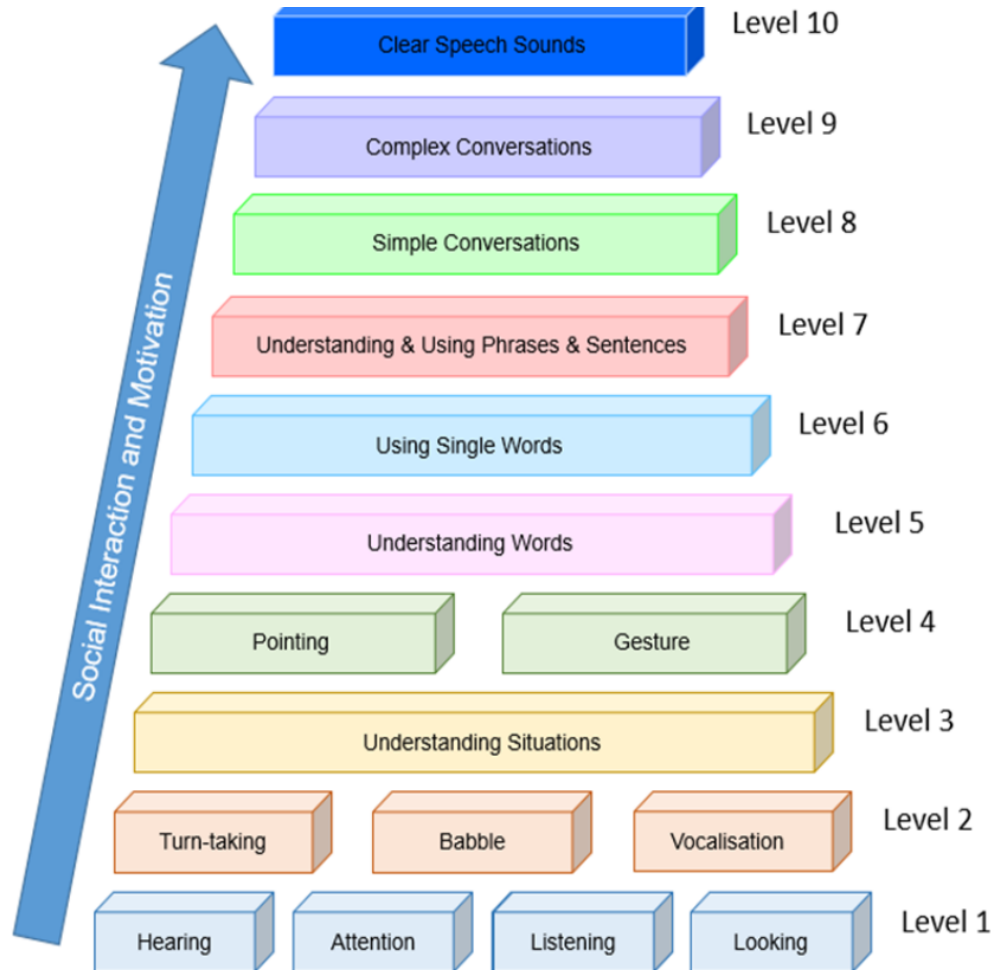 Clear Speech Sounds
Level 10
Complex Conversations
Level 9
Simple Conversations
Level 8
Understanding & Using Phrases & Sentences
Level 7
Using Single Words
Level 6
Understanding Words
Level 5
Pointing
Gesture
Level 4
Understanding Situations
Level 3
Turn-taking
Babble
Vocalisation
Level 2
Hearing
Attention
Listening
Looking
Level 1
Social Interaction and Motivation